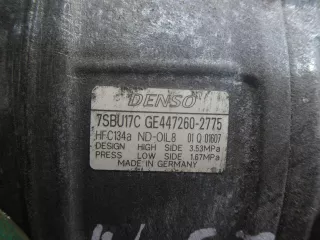 DENSO
7SBU17C GE447260-2775
HFC134a ND-OIL8 01 Q 01607
DESIGN HIGH SIDE 3.53MPa
PRESS LOW SIDE 1.67MPa
MADE IN GERMANY